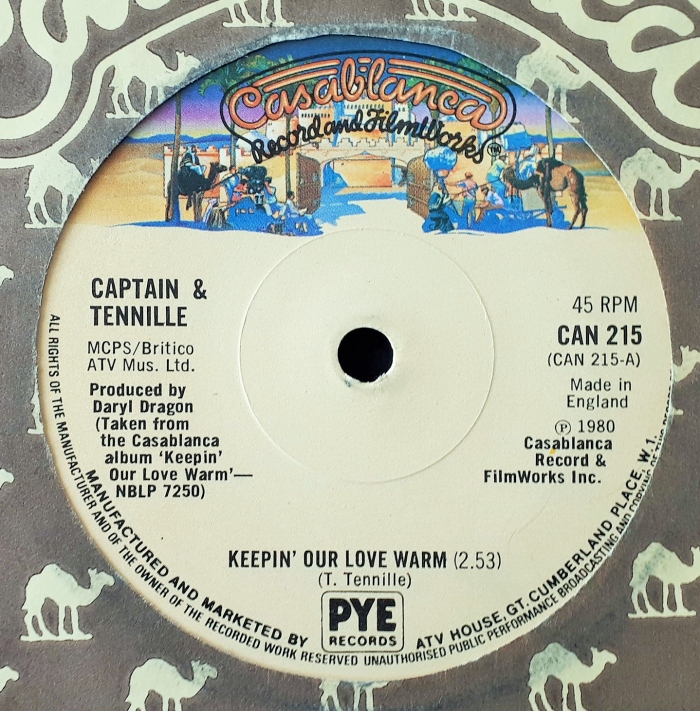 Casablanca
Record and FilmWorks™
CAPTAIN &
TENNILLE
MCPS/Britico
ATV Mus. Ltd.
Produced by
Daryl Dragon
(Taken from
the Casablanca
album 'Keepin'
Our Love Warm'—
NBLP 7250)
45 RPM
CAN 215
(CAN 215-A)
Made in
England
Ⓟ 1980
Casablanca
Record &
FilmWorks Inc.
KEEPIN' OUR LOVE WARM (2.53)
(T. Tennille)
PYE
RECORDS
MANUFACTURED AND MARKETED BY
ATV HOUSE, GT. CUMBERLAND PLACE, W.1.
ALL RIGHTS OF THE MANUFACTURER AND OF THE OWNER OF THE RECORDED WORK RESERVED UNAUTHORISED PUBLIC PERFORMANCE BROADCASTING AND COPYING OF